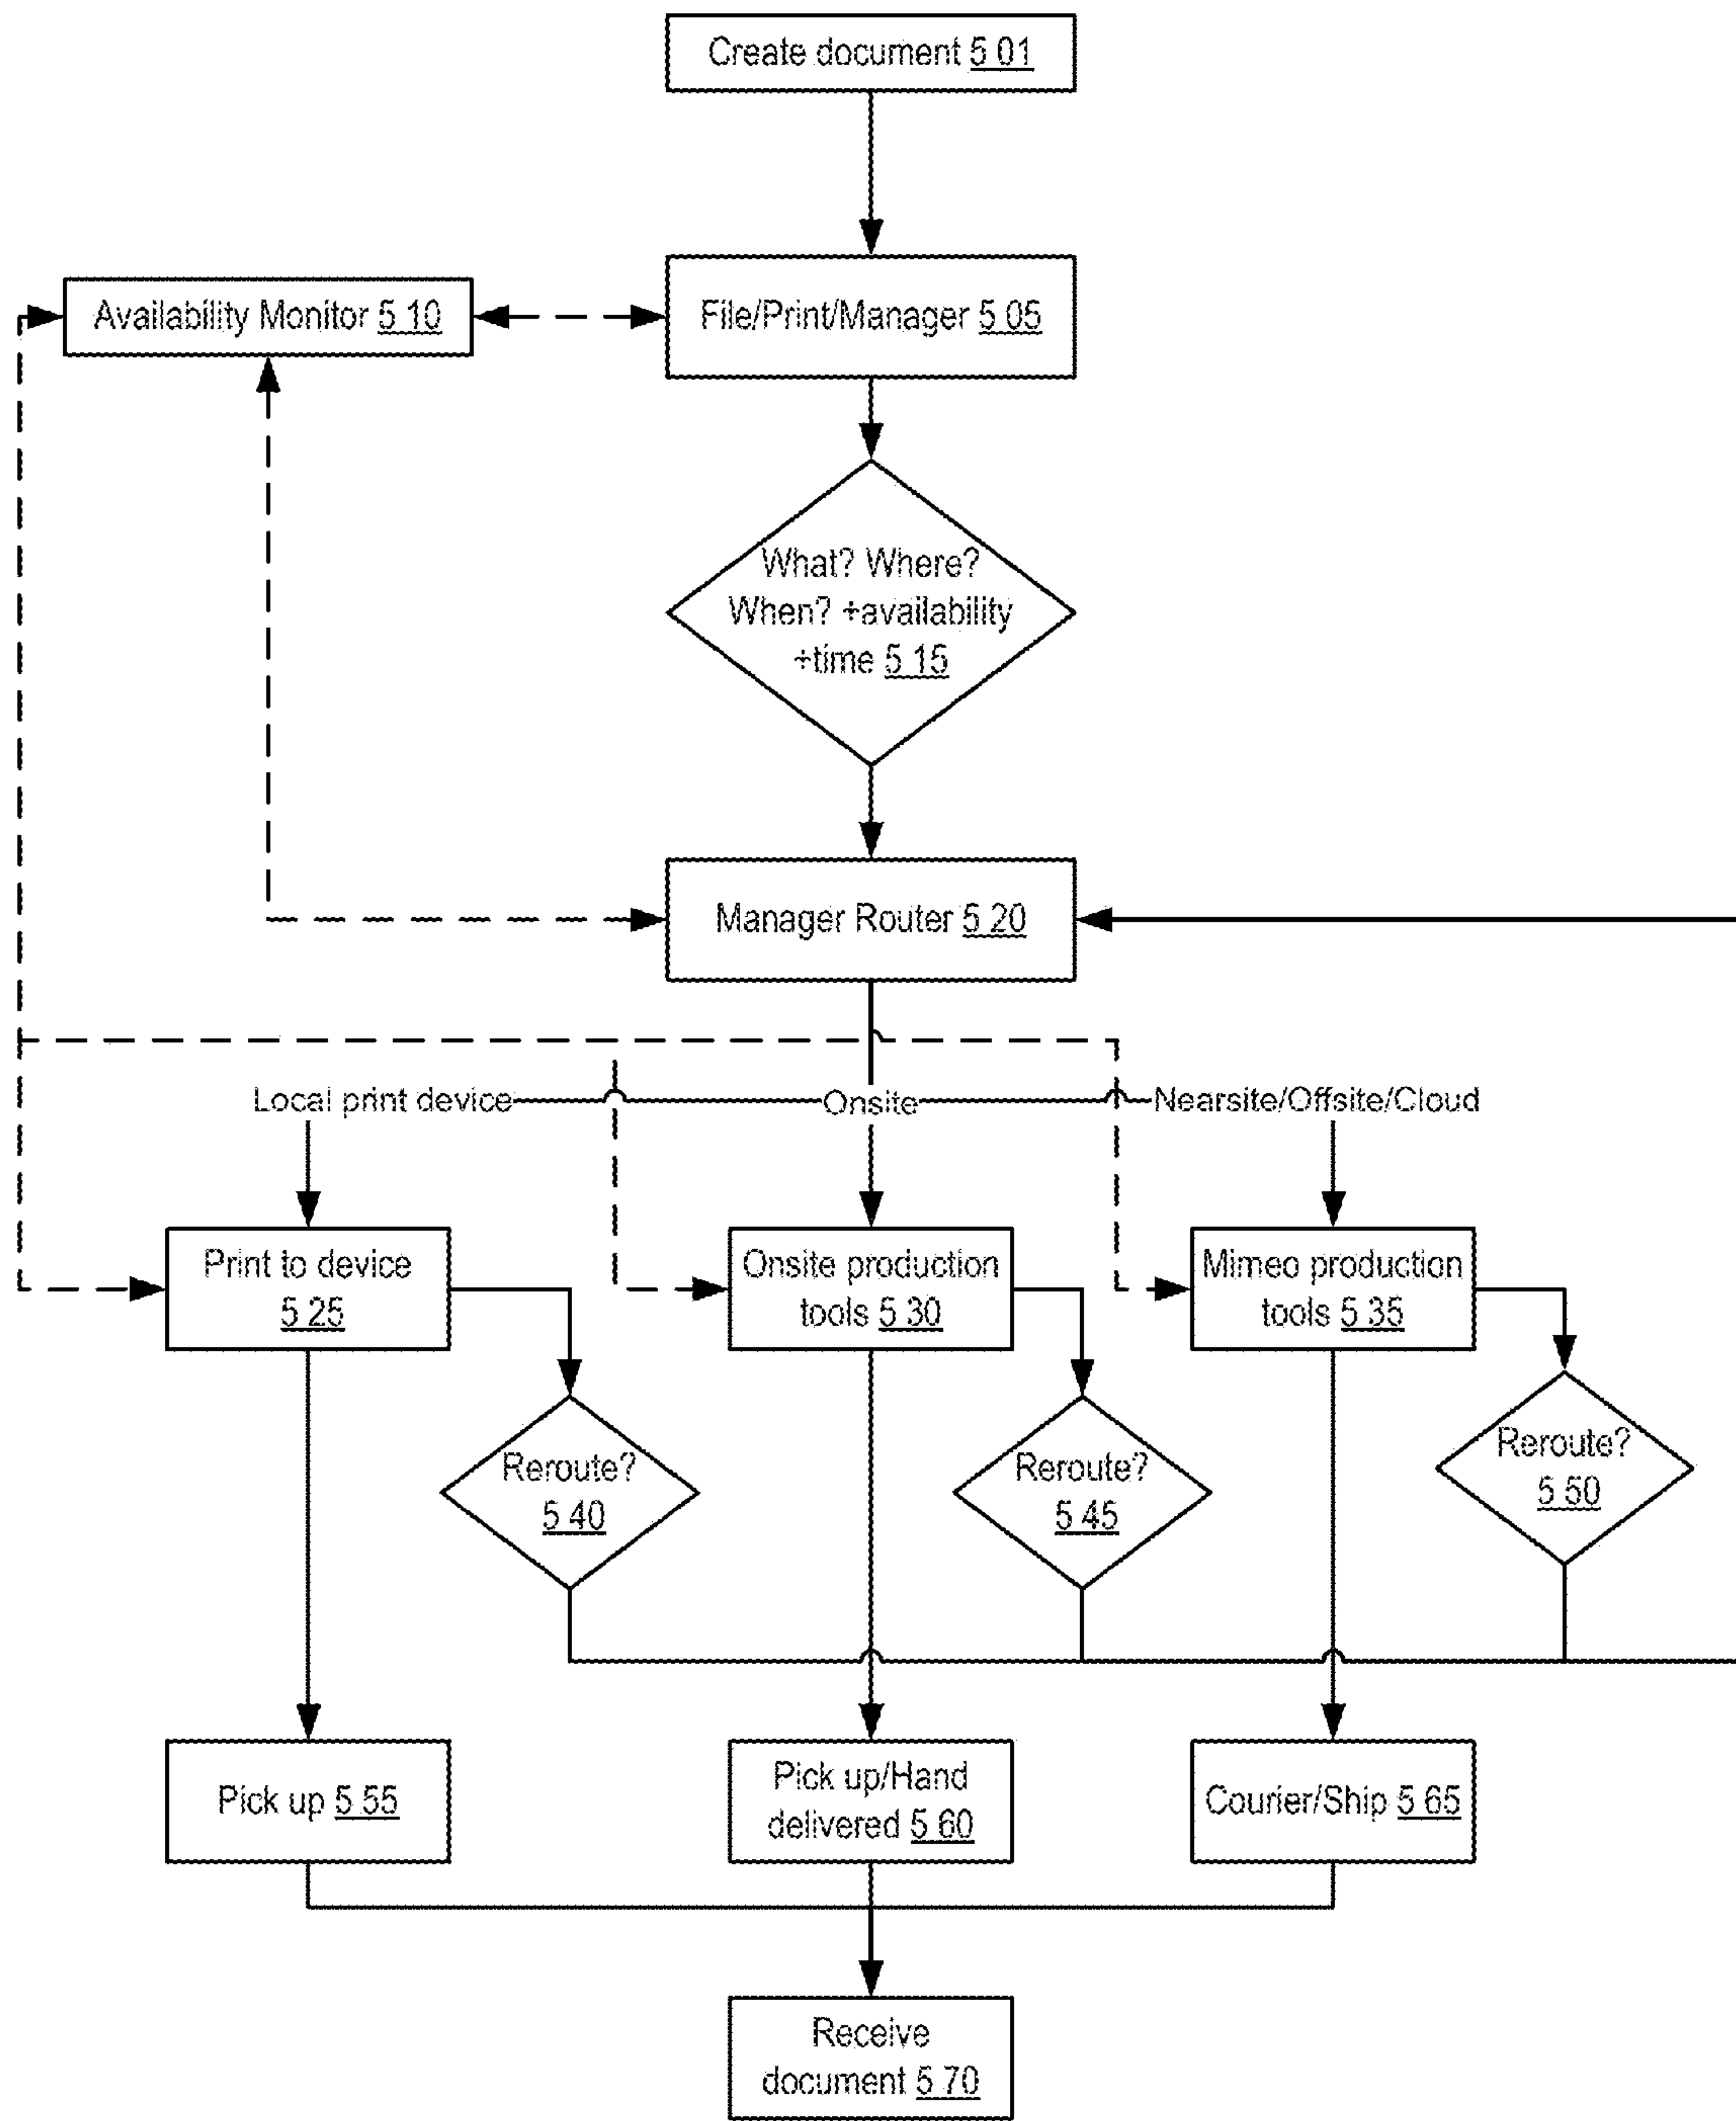 Create document 5 01
Availability Monitor 5 10
File/Print/Manager 5 05
What? Where?
When? +availability
+time 5 15
Manager Router 5 20
Local print device
Onsite
Nearsite/Offsite/Cloud
Print to device
5 25
Onsite production
tools 5 30
Mimeo production
tools 5 35
Reroute?
5 40
Reroute?
5 45
Reroute?
5 50
Pick up 5 55
Pick up/Hand
delivered 5 60
Courier/Ship 5 65
Receive
document 5 70